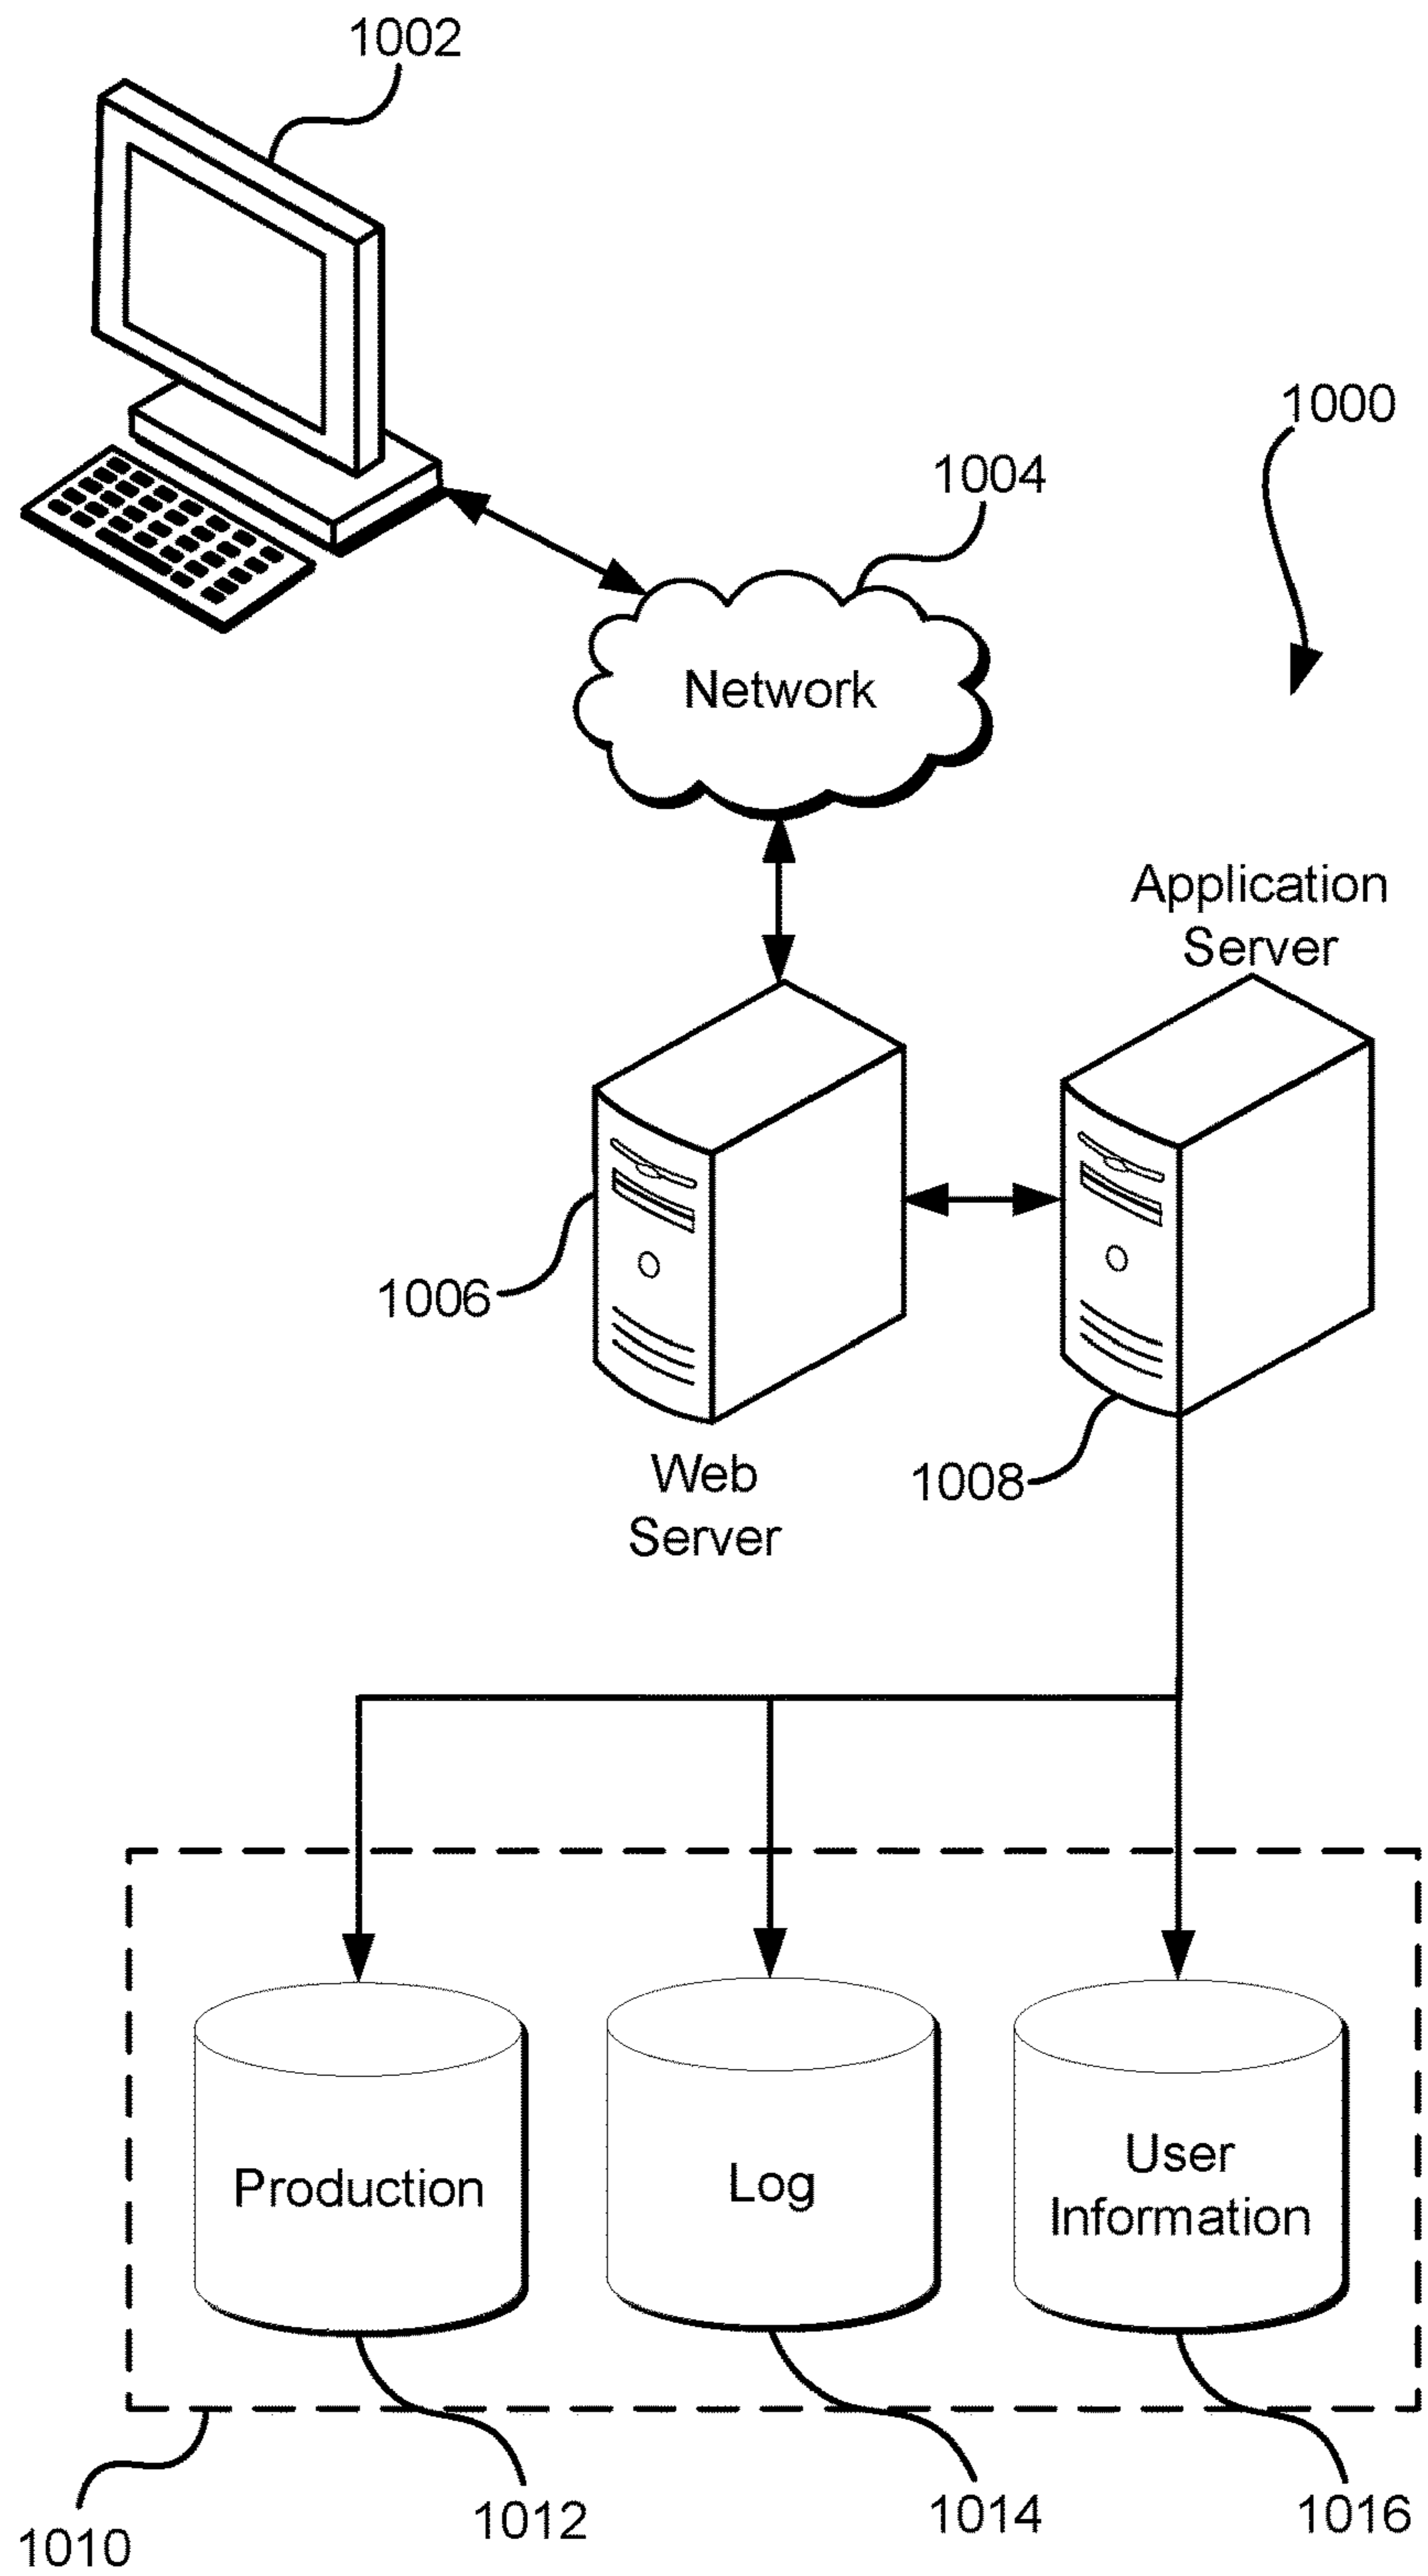 1002
1000
1004
Network
Application
Server
1006
Web
Server
1008
Production
Log
User
Information
1010
1012
1014
1016